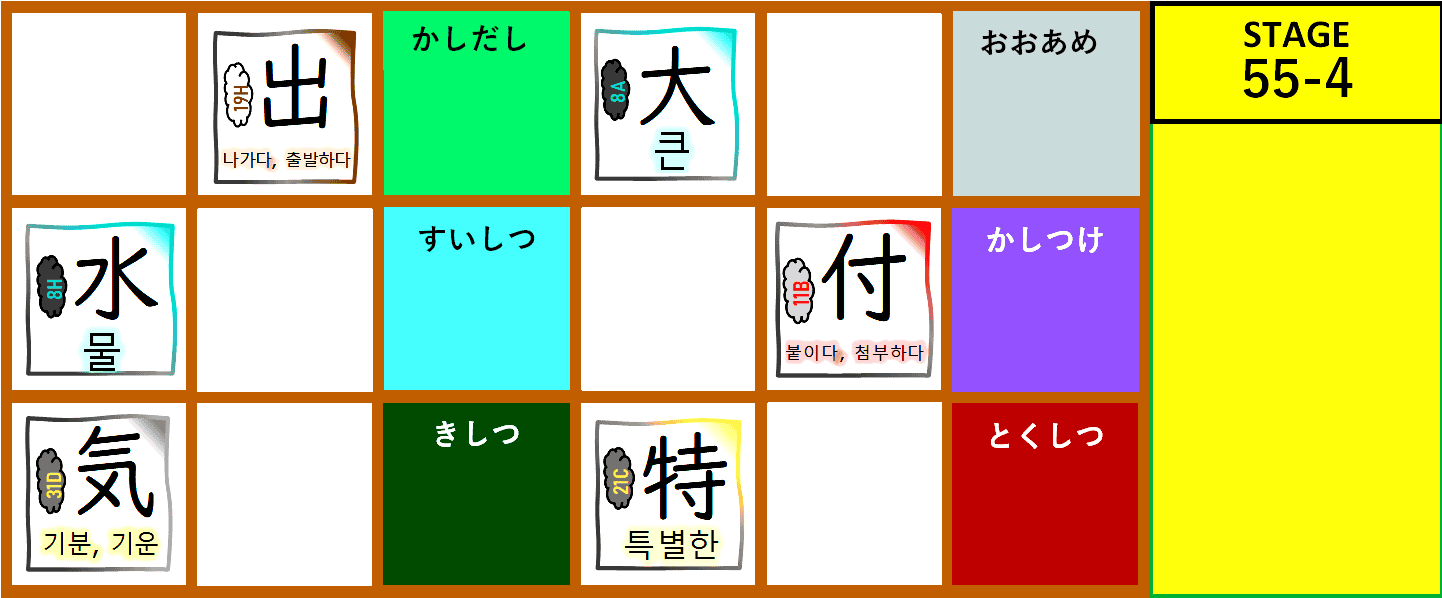 19H
出
나가다, 출발하다
かしだし
8A
大
큰
おおあめ
STAGE
55-4
8H
水
물
すいしつ
11B
付
붙이다, 첨부하다
かしつけ
31D
気
기분, 기운
きしつ
21C
特
특별한
とくしつ